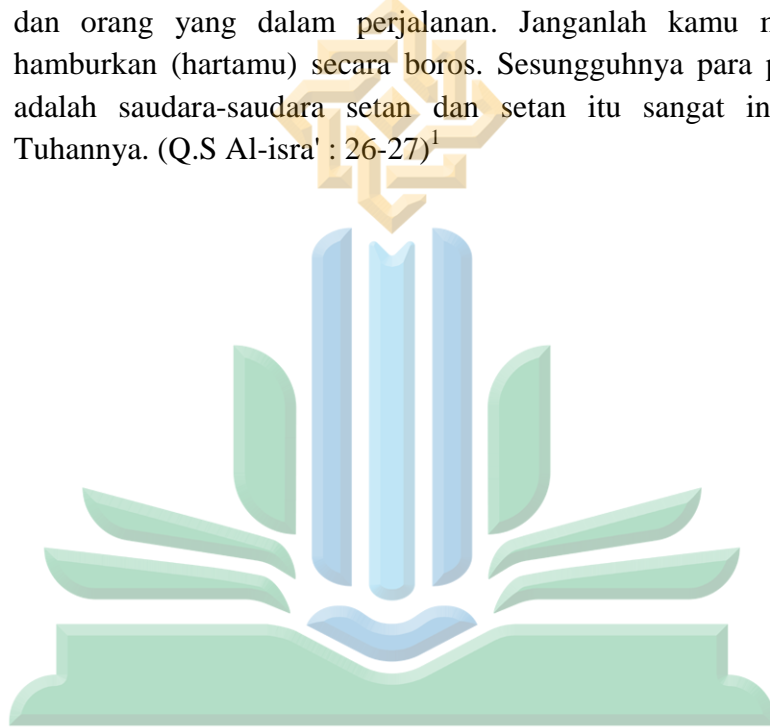 dan orang yang dalam perjalanan. Janganlah kamu
hamburkan (hartamu) secara boros. Sesungguhnya para
adalah saudara-saudara setan dan setan itu sangat
Tuhannya. (Q.S Al-isra' : 26-27)¹